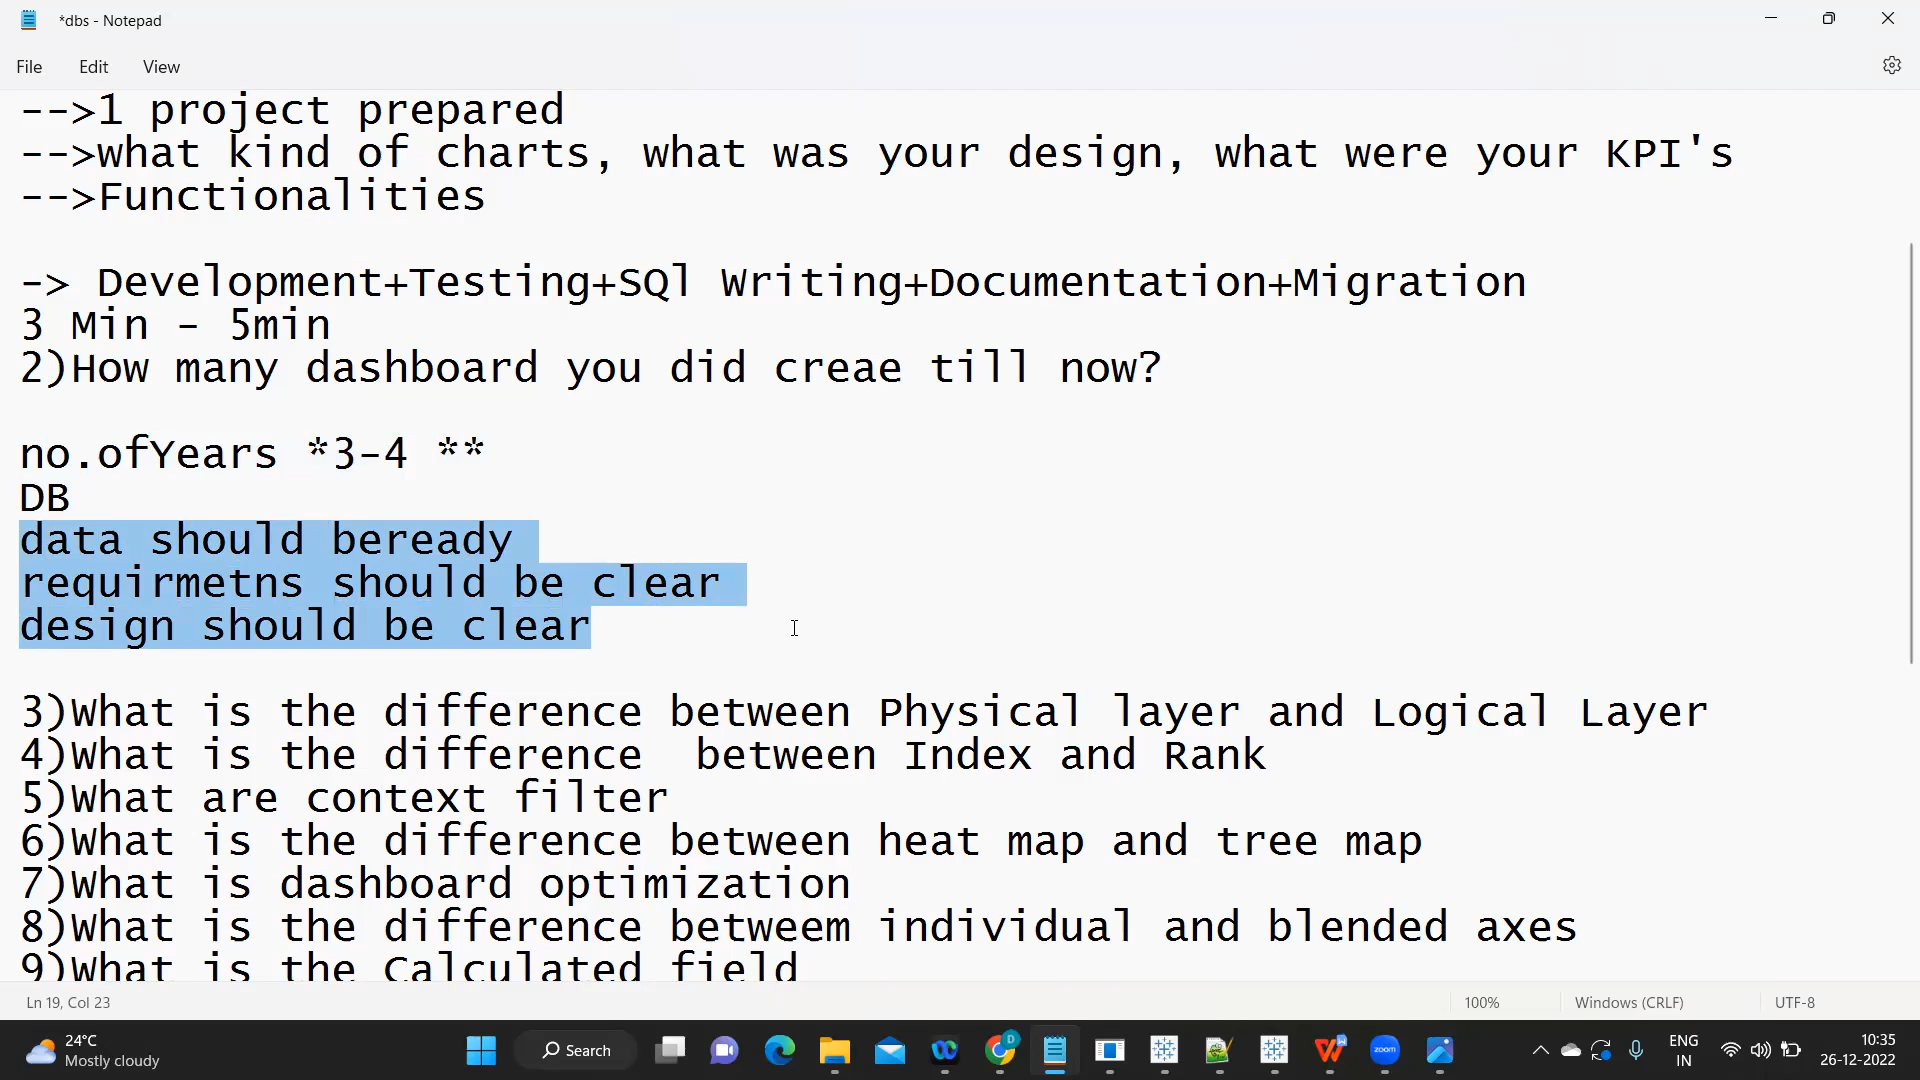 *dbs - Notepad
File Edit View
-->1 project prepared
-->what kind of charts, what was your design, what were your KPI's
-->Functionalities
-> Development+Testing+SQl Writing+Documentation+Migration
3 Min - 5min
2)How many dashboard you did creae till now?
no.ofYears *3-4 **
DB
data should beready
requirmetns should be clear
design should be clear
3)What is the difference between Physical layer and Logical Layer
4)What is the difference  between Index and Rank
5)What are context filter
6)What is the difference between heat map and tree map
7)What is dashboard optimization
8)What is the difference betweem individual and blended axes
9)What is the Calculated field
Ln 19, Col 23 100% Windows (CRLF) UTF-8
24°C
Mostly cloudy
Search
zoom
ENG
IN
10:35
26-12-2022